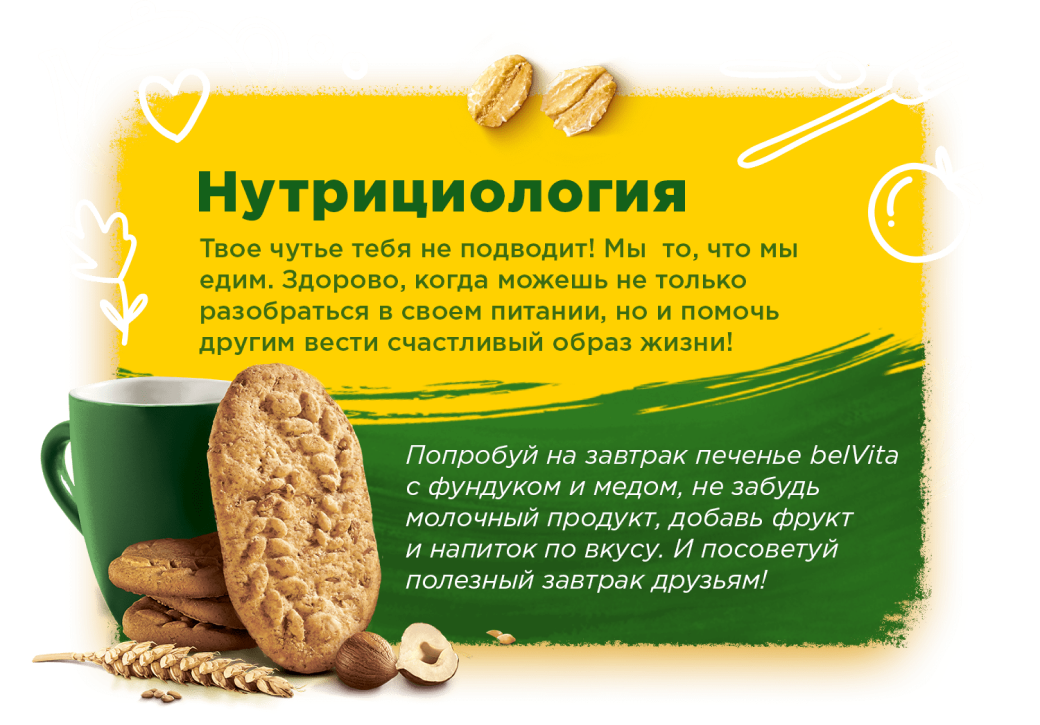 Нутрициология
Твое чутье тебя не подводит! Мы  то, что мы
едим. Здорово, когда можешь не только
разобраться в своем питании, но и помочь
другим вести счастливый образ жизни!
Попробуй на завтрак печенье belVita
с фундуком и медом, не забудь
молочный продукт, добавь фрукт
и напиток по вкусу. И посоветуй
полезный завтрак друзьям!